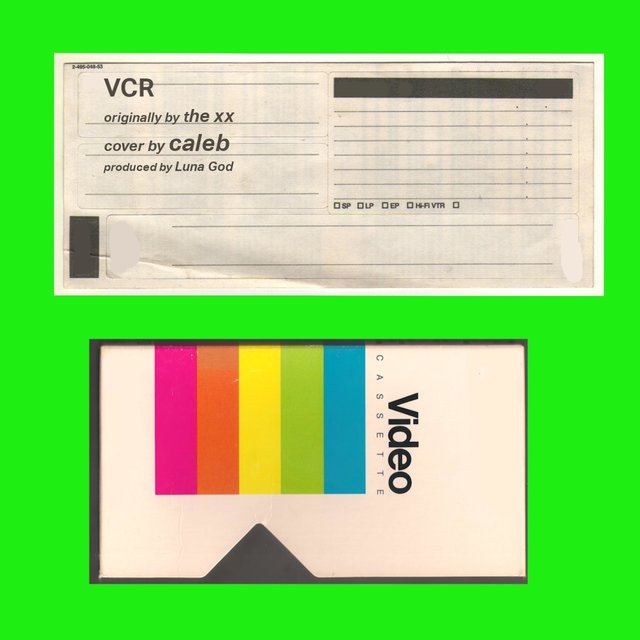 2-495-048-53
VCR
originally by the xx
cover by caleb
produced by Luna God
SP LP EP Hi-Fi VTR
Video
CASSETTE